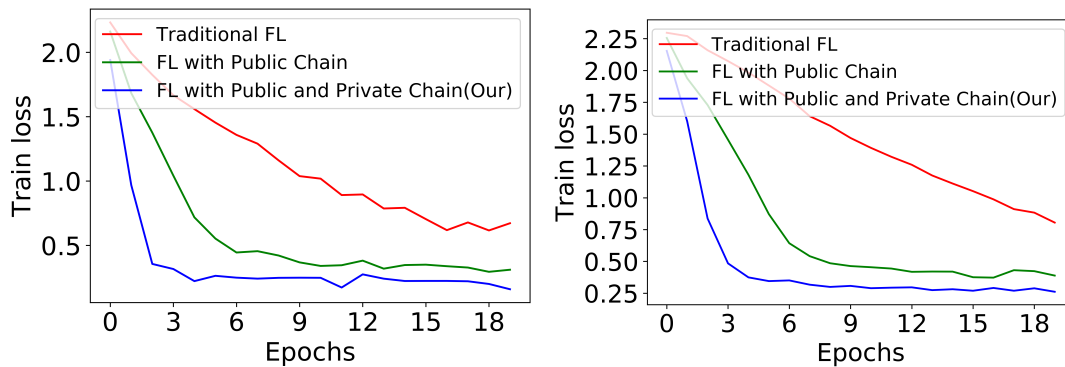 Train loss
2.0
1.5
1.0
0.5
Traditional FL
FL with Public Chain
FL with Public and Private Chain(Our)
0 3 6 9 12 15 18
Epochs
Train loss
2.25
2.00
1.75
1.50
1.25
1.00
0.75
0.50
0.25
Traditional FL
FL with Public Chain
FL with Public and Private Chain(Our)
0 3 6 9 12 15 18
Epochs